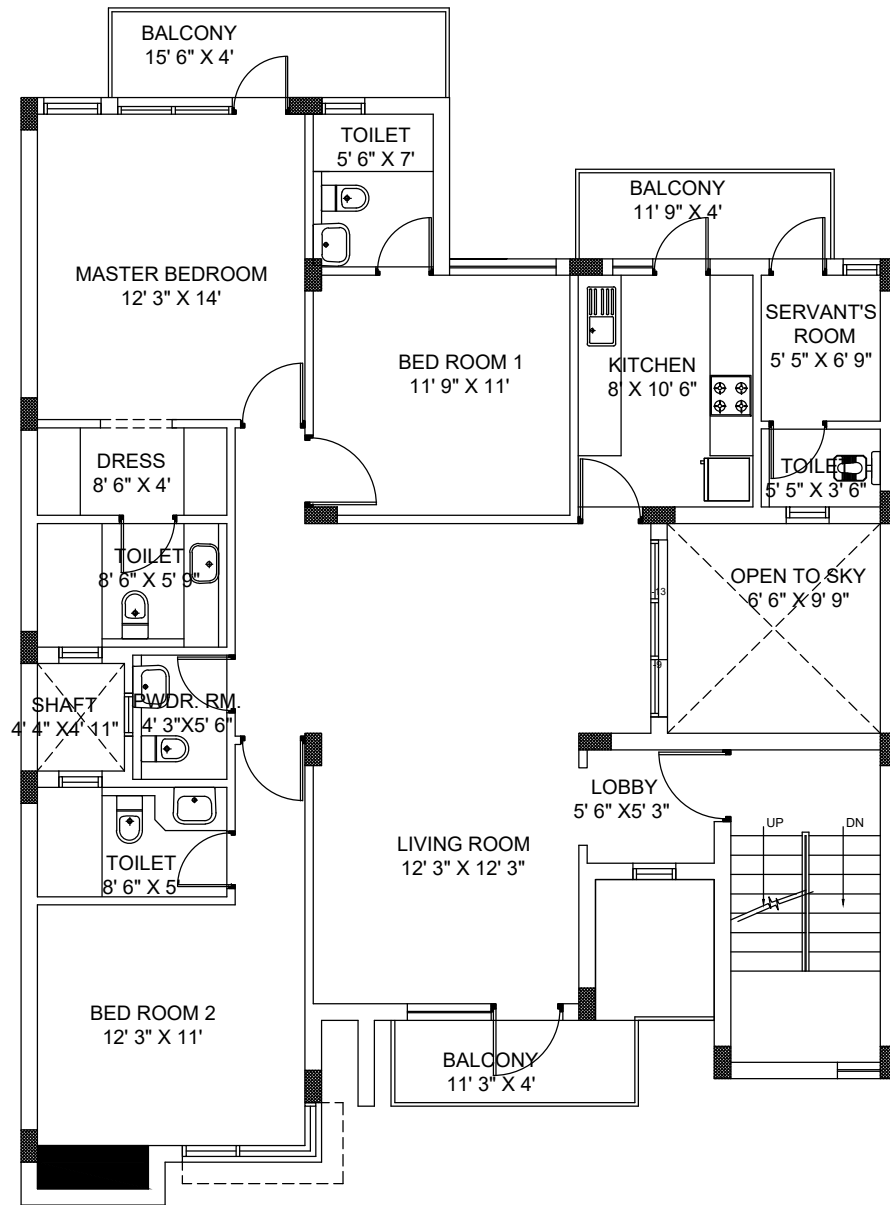 BALCONY
15' 6" X 4'
TOILET
5' 6" X 7'
BALCONY
11' 9" X 4'
MASTER BEDROOM
12' 3" X 14'
SERVANT'S
ROOM
5' 5" X 6' 9"
BED ROOM 1
11' 9" X 11'
KITCHEN
8' X 10' 6"
DRESS
8' 6" X 4'
TOILET
5' 5" X 3' 6"
TOILET
8' 6" X 5' 9"
OPEN TO SKY
6' 6" X 9' 9"
-13
-9
SHAFT
4' 4" X4' 11"
PWDR. RM.
4' 3"X5' 6"
LOBBY
5' 6"X5' 3"
UP
DN
LIVING ROOM
12' 3" X 12' 3"
TOILET
8' 6" X 5'
BED ROOM 2
12' 3" X 11'
BALCONY
11' 3" X 4'